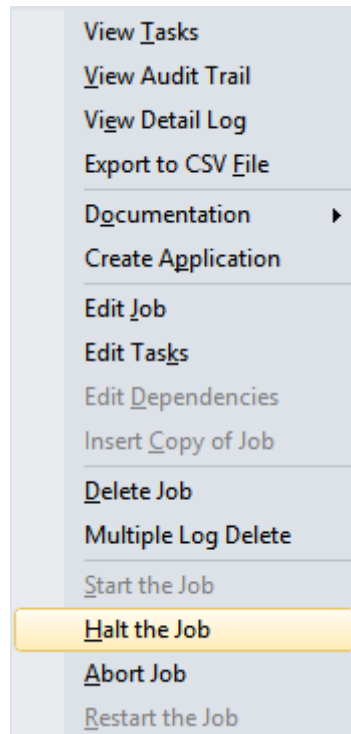 View Tasks
View Audit Trail
View Detail Log
Export to CSV File
Documentation
Create Application
Edit Job
Edit Tasks
Edit Dependencies
Insert Copy of Job
Delete Job
Multiple Log Delete
Start the Job
Halt the Job
Abort Job
Restart the Job